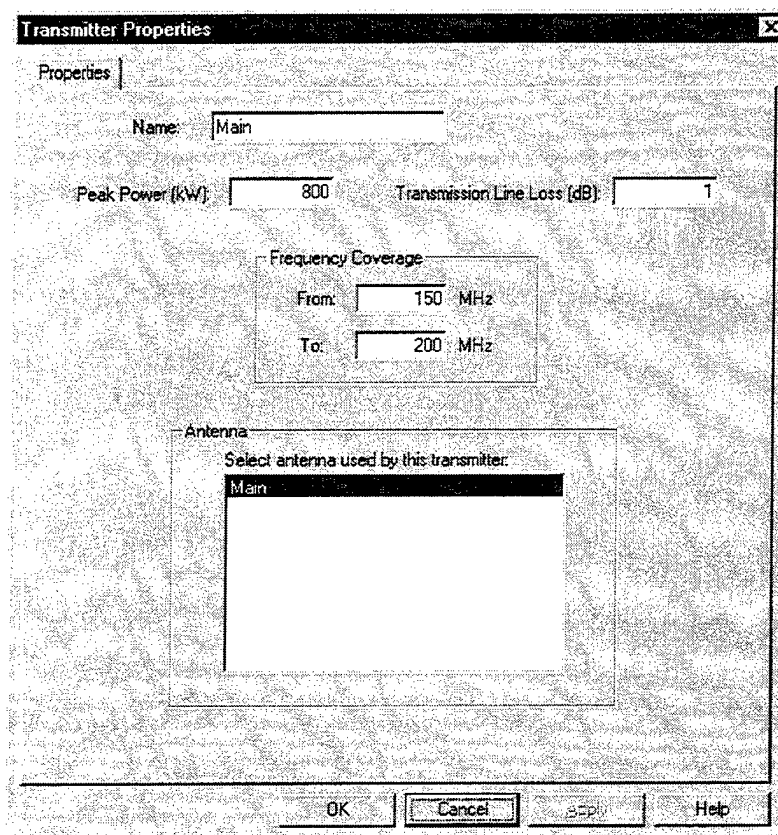 Transmitter Properties
Properties
Name: Main
Peak Power (kW): 800 Transmission Line Loss (dB): 1
Frequency Coverage
From: 150 MHz
To: 200 MHz
Antenna
Select antenna used by this transmitter:
Main
OK Cancel Apply Help